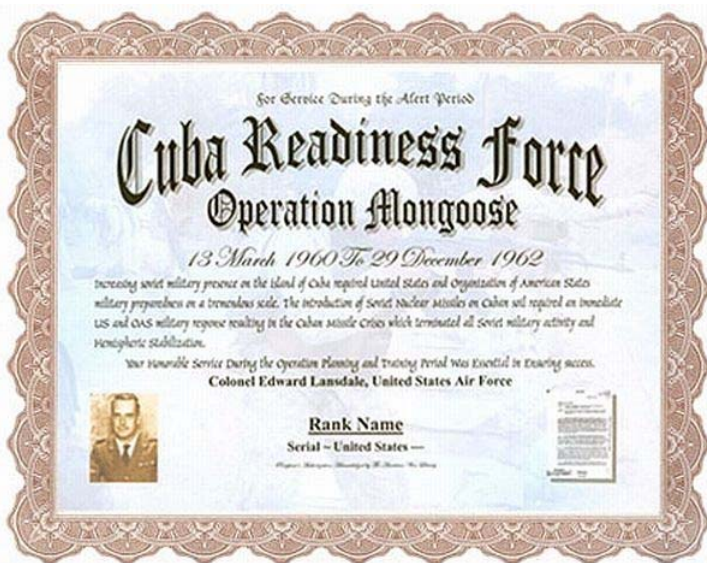 For Service During the Alert Period
Cuba Readiness Force
Operation Mongoose
13 March 1960 To 29 December 1962
Increasing soviet military presence on the island of Cuba required United States and Organization of American States
military preparedness on a tremendous scale. The introduction of Soviet Nuclear Missiles on Cuban soil required an immediate
US and OAS military response resulting in the Cuban Missile Crises which terminated all Soviet military activity and
Hemispheric Stabilization.
Your Honorable Service During the Operation Planning and Training Period Was Essential in Ensuring success.
Colonel Edward Lansdale, United States Air Force
Rank Name
Serial ~ United States —